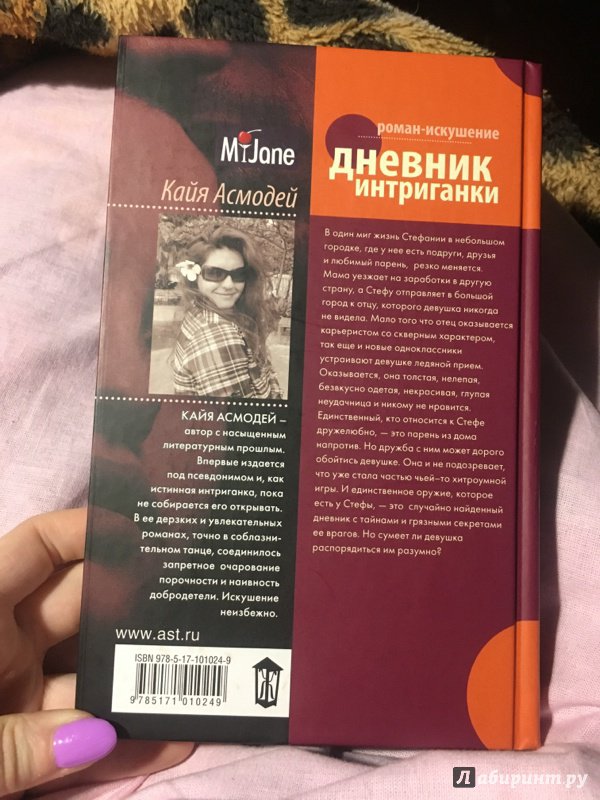 MyJane
Кайя Асмодей
КАЙЯ АСМОДЕЙ –
автор с насыщенным
литературным прошлым.
Впервые издается
под псевдонимом и, как
истинная интриганка, пока
не собирается его открывать.
В ее дерзких и увлекательных
романах, точно в соблазни-
тельном танце, соединилось
запретное очарование
порочности и наивность
добродетели. Искушение
неизбежно.
www.ast.ru
ISBN 978-5-17-101024-9
9785171010249
роман-искушение
дневник
интриганки
В один миг жизнь Стефании в небольшом
городке, где у нее есть подруги, друзья
и любимый парень, резко меняется.
Мама уезжает на заработки в другую
страну, а Стефу отправляет в большой
город к отцу, которого девушка никогда
не видела. Мало того что отец оказывается
карьеристом со скверным характером,
так еще и новые одноклассники
устраивают девушке ледяной прием.
Оказывается, она толстая, нелепая,
безвкусно одетая, некрасивая, глупая
неудачница и никому не нравится.
Единственный, кто относится к Стефе
дружелюбно, — это парень из дома
напротив. Но дружба с ним может дорого
обойтись девушке. Она и не подозревает,
что уже стала частью чьей–то хитроумной
игры. И единственное оружие, которое
есть у Стефы, — это случайно найденный
дневник с тайнами и грязными секретами
ее врагов. Но сумеет ли девушка
распорядиться им разумно?
Лабиринт.ру